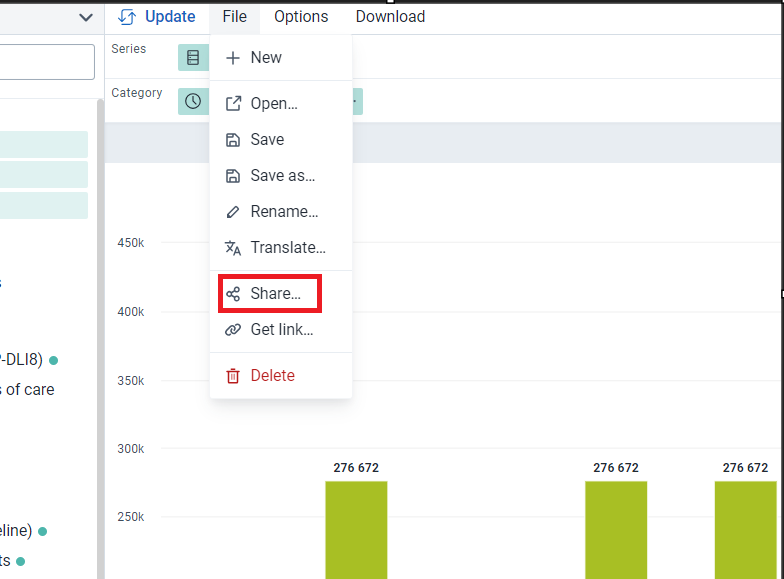 Update File Options Download
Series
New
Category
Open...
Save
Save as...
Rename...
Translate...
Share...
Get link...
Delete
450k
400k
350k
300k
250k
276 672 276 672 276 672
-DLI8)
of care
eline)
ts